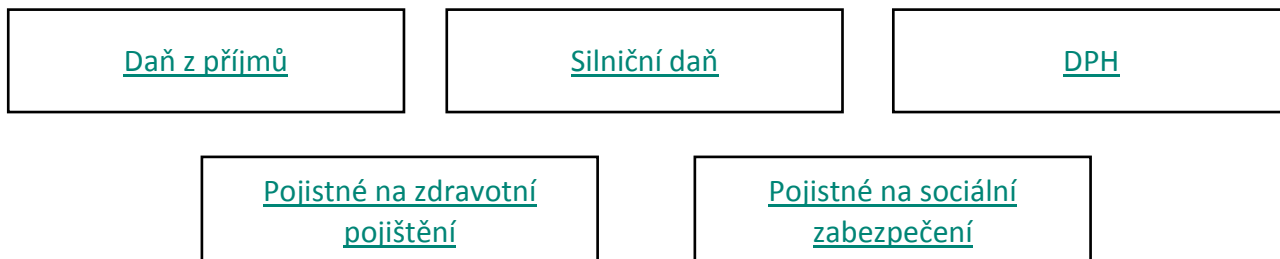 Daň z příjmů
Silniční daň
DPH
Pojistné na zdravotní
pojištění
Pojistné na sociální
zabezpečení